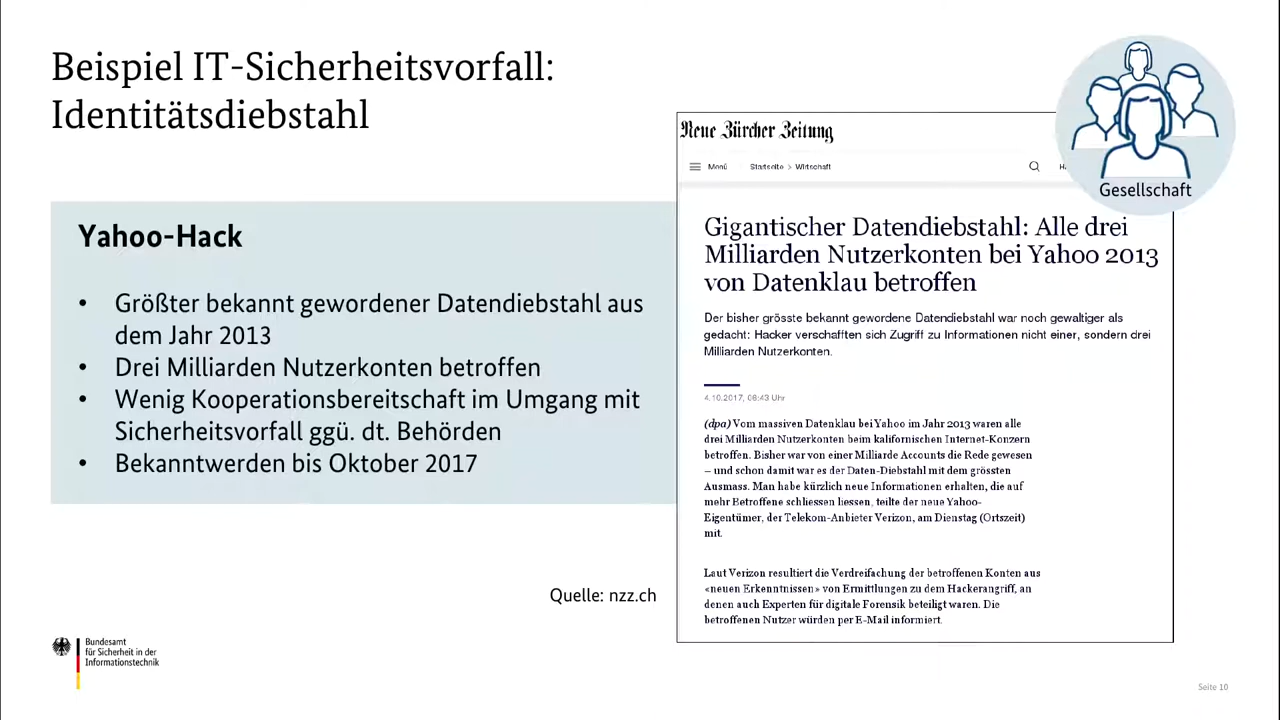 Beispiel IT-Sicherheitsvorfall:
Identitätsdiebstahl
Gesellschaft
Yahoo-Hack
• Größter bekannt gewordener Datendiebstahl aus
dem Jahr 2013
• Drei Milliarden Nutzerkonten betroffen
• Wenig Kooperationsbereitschaft im Umgang mit
Sicherheitsvorfall ggü. dt. Behörden
• Bekanntwerden bis Oktober 2017
Quelle: nzz.ch
Neue Zürcher Zeitung
Menü Startseite > Wirtschaft
Gigantischer Datendiebstahl: Alle drei
Milliarden Nutzerkonten bei Yahoo 2013
von Datenklau betroffen
Der bisher grösste bekannt gewordene Datendiebstahl war noch gewaltiger als
gedacht: Hacker verschafften sich Zugriff zu Informationen nicht einer, sondern drei
Milliarden Nutzerkonten.
4.10.2017, 06:43 Uhr
(dpa) Vom massiven Datenklau bei Yahoo im Jahr 2013 waren alle
drei Milliarden Nutzerkonten beim kalifornischen Internet-Konzern
betroffen. Bisher war von einer Milliarde Accounts die Rede gewesen
– und schon damit war es der Daten-Diebstahl mit dem grössten
Ausmass. Man habe kürzlich neue Informationen erhalten, die auf
mehr Betroffene schliessen liessen, teilte der neue Yahoo-
Eigentümer, der Telekom-Anbieter Verizon, am Dienstag (Ortszeit)
mit.
Laut Verizon resultiert die Verdreifachung der betroffenen Konten aus
«neuen Erkenntnissen» von Ermittlungen zu dem Hackerangriff, an
denen auch Experten für digitale Forensik beteiligt waren. Die
betroffenen Nutzer würden per E-Mail informiert.
Bundesamt
für Sicherheit in der
Informationstechnik
Seite 10